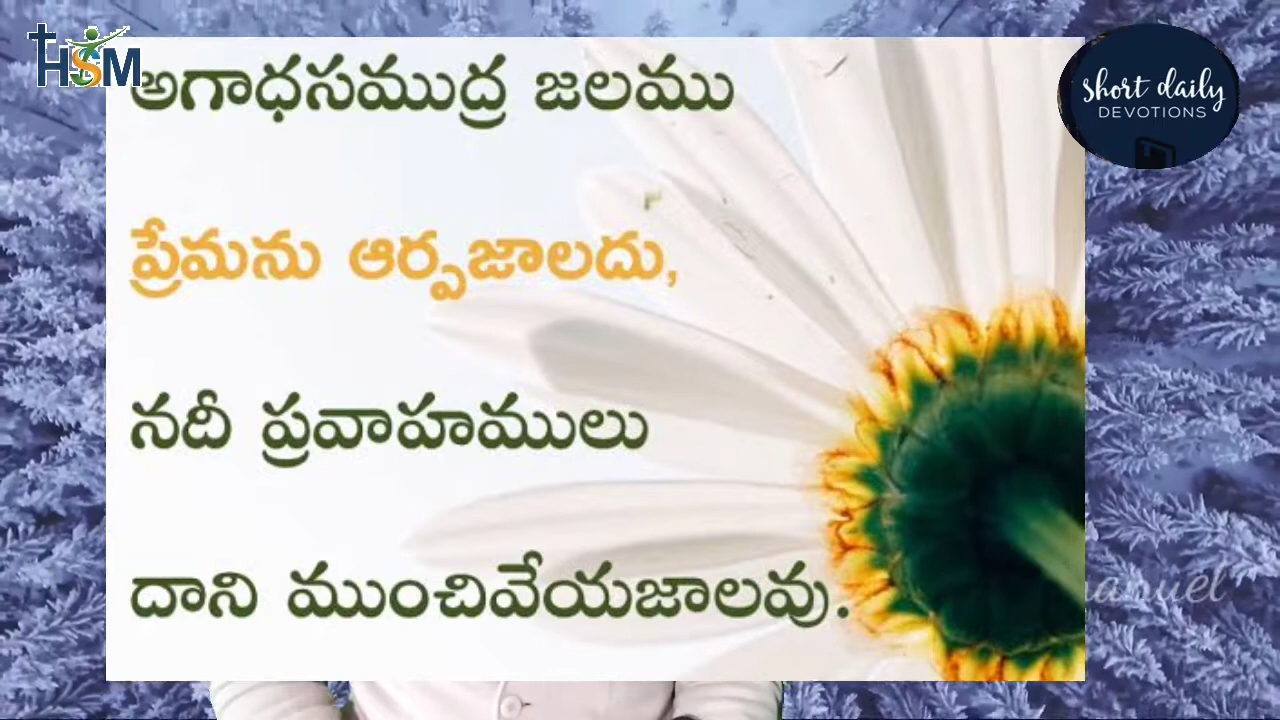 HSM
short daily
DEVOTIONS
అగాధసముద్ర జలము
ప్రేమను ఆర్పజాలదు,
నదీ ప్రవాహములు
దాని ముంచివేయజాలవు.